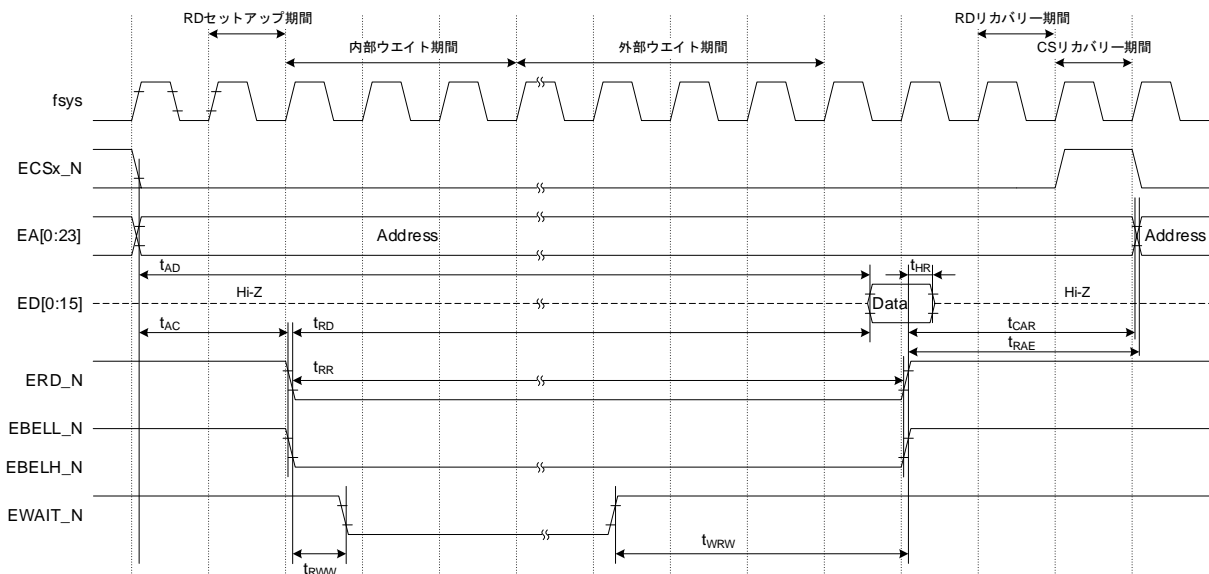 RDセットアップ期間
RDリカバリー期間
内部ウエイト期間
外部ウエイト期間
CSリカバリー期間
fsys
ECSx_N
EA[0:23]
Address
Address
tAD
tHR
ED[0:15]
Hi-Z
Data
Hi-Z
tAC
tRD
tCAR
tRAE
tRR
ERD_N
EBELL_N
EBELH_N
EWAIT_N
tWRW
tRWW